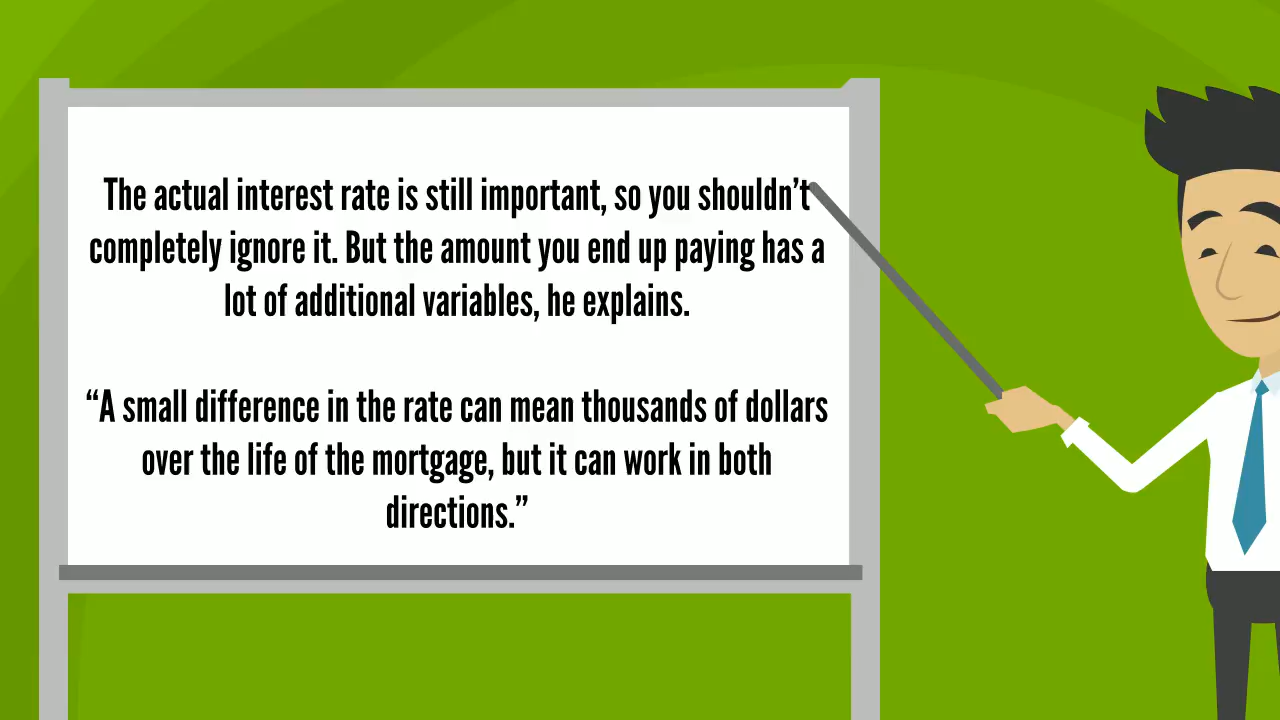 The actual interest rate is still important, so you shouldn’t
completely ignore it. But the amount you end up paying has a
lot of additional variables, he explains.
“A small difference in the rate can mean thousands of dollars
over the life of the mortgage, but it can work in both
directions.”